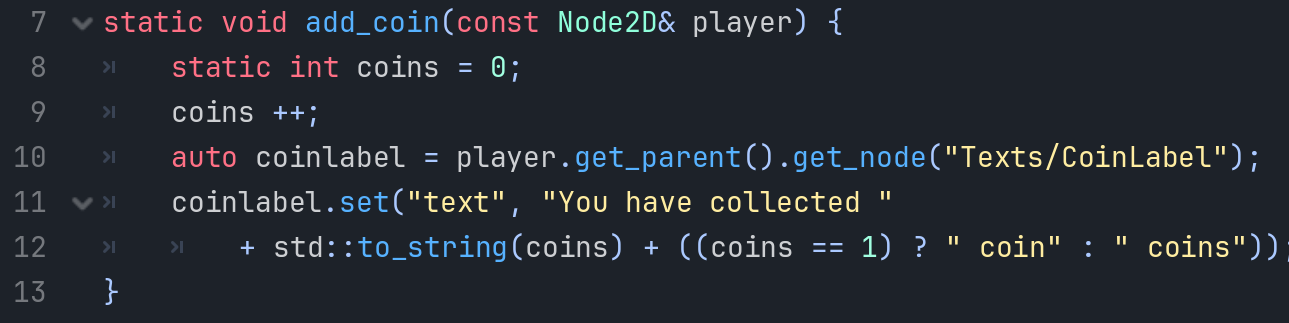 7 static void add_coin(const Node2D& player) {
8 static int coins = 0;
9 coins ++;
10 auto coinlabel = player.get_parent().get_node("Texts/CoinLabel");
11 coinlabel.set("text", "You have collected "
12 + std::to_string(coins) + ((coins == 1) ? " coin" : " coins"));
13 }